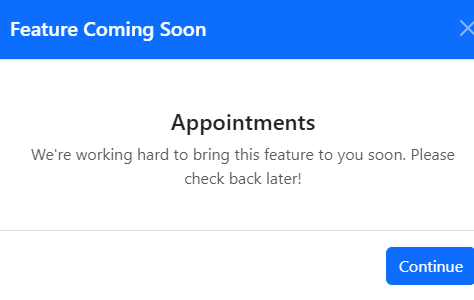 Feature Coming Soon
Appointments
We're working hard to bring this feature to you soon. Please
check back later!
Continue